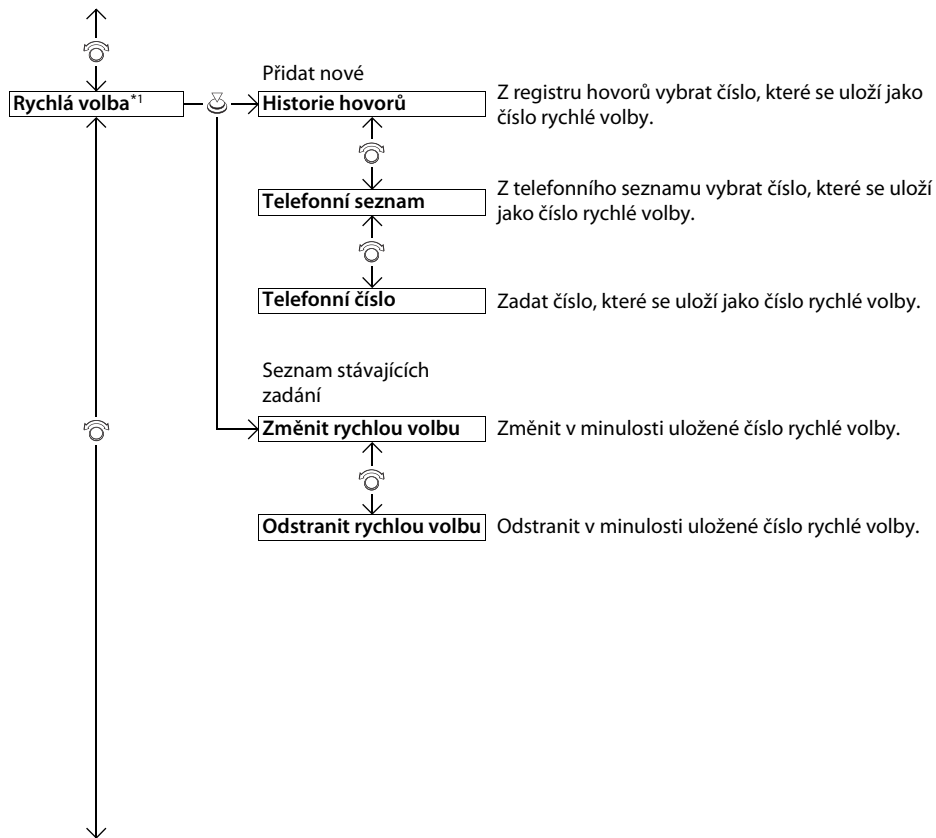 Přidat nové
Rychlá volba*1
Historie hovorů
Z registru hovorů vybrat číslo, které se uloží jako
číslo rychlé volby.
Telefonní seznam
Z telefonního seznamu vybrat číslo, které se uloží
jako číslo rychlé volby.
Telefonní číslo
Zadat číslo, které se uloží jako číslo rychlé volby.
Seznam stávajících
zadání
Změnit rychlou volbu
Změnit v minulosti uložené číslo rychlé volby.
Odstranit rychlou volbu
Odstranit v minulosti uložené číslo rychlé volby.